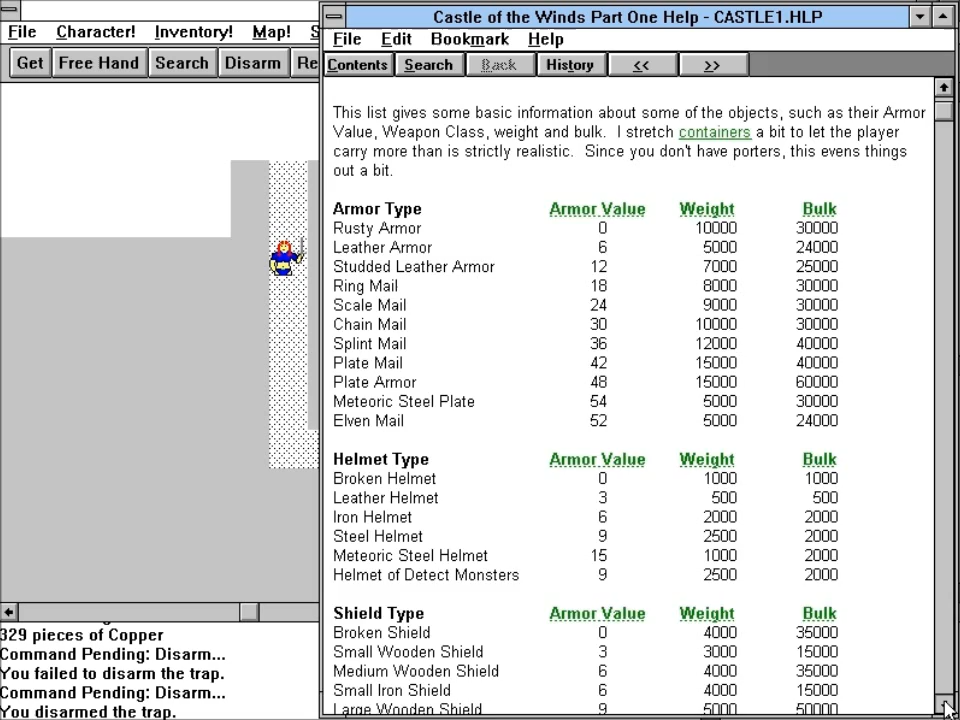 Castle of the Winds Part One Help - CASTLE1.HLP
File Character! Inventory! Map!
Get Free Hand Search Disarm Re
File Edit Bookmark Help
Contents Search Back History << >>
This list gives some basic information about some of the objects, such as their Armor
Value, Weapon Class, weight and bulk. I stretch containers a bit to let the player
carry more than is strictly realistic. Since you don't have porters, this evens things
out a bit.
Armor Type Armor Value Weight Bulk
Rusty Armor 0 10000 30000
Leather Armor 6 5000 24000
Studded Leather Armor 12 7000 25000
Ring Mail 18 8000 30000
Scale Mail 24 9000 30000
Chain Mail 30 10000 30000
Splint Mail 36 12000 40000
Plate Mail 42 15000 40000
Plate Armor 48 15000 60000
Meteoric Steel Plate 54 5000 30000
Elven Mail 52 5000 24000
Helmet Type Armor Value Weight Bulk
Broken Helmet 0 1000 1000
Leather Helmet 3 500 500
Iron Helmet 6 2000 2000
Steel Helmet 9 2500 2000
Meteoric Steel Helmet 15 1000 2000
Helmet of Detect Monsters 9 2500 2000
Shield Type Armor Value Weight Bulk
Broken Shield 0 4000 35000
Small Wooden Shield 3 3000 15000
Medium Wooden Shield 6 4000 35000
Small Iron Shield 6 4000 15000
Large Wooden Shield 9 5000 50000
329 pieces of Copper
Command Pending: Disarm...
You failed to disarm the trap.
Command Pending: Disarm...
You disarmed the trap.